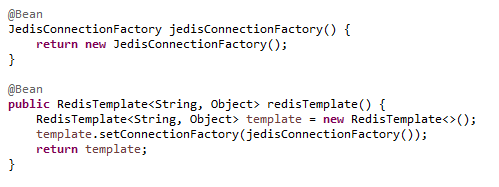 @Bean
JedisConnectionFactory jedisConnectionFactory() {
    return new JedisConnectionFactory();
}

@Bean
public RedisTemplate<String, Object> redisTemplate() {
    RedisTemplate<String, Object> template = new RedisTemplate<>();
    template.setConnectionFactory(jedisConnectionFactory());
    return template;
}